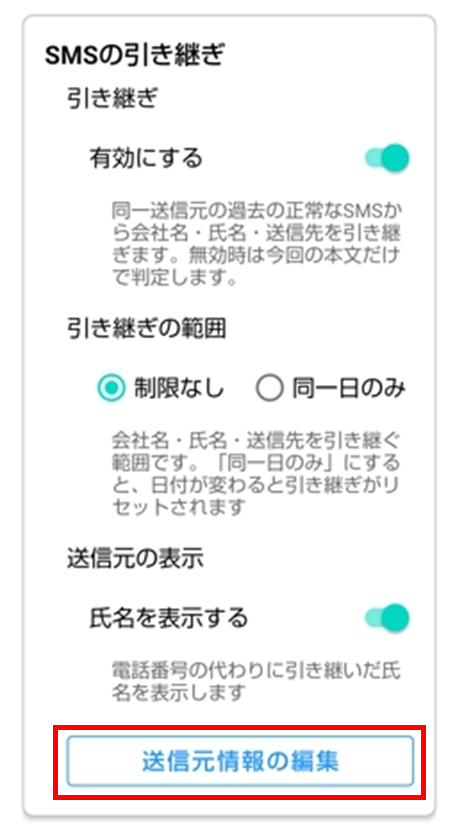 SMSの引き継ぎ
引き継ぎ
有効にする
同一送信元の過去の正常なSMSか
ら会社名・氏名・送信先を引き継
ぎます。無効時は今回の本文だけ
で判定します。
引き継ぎの範囲
制限なし 同一日のみ
会社名・氏名・送信先を引き継ぐ
範囲です。「同一日のみ」にする
と、日付が変わると引き継ぎがリ
セットされます
送信元の表示
氏名を表示する
電話番号の代わりに引き継いだ氏
名を表示します
送信元情報の編集